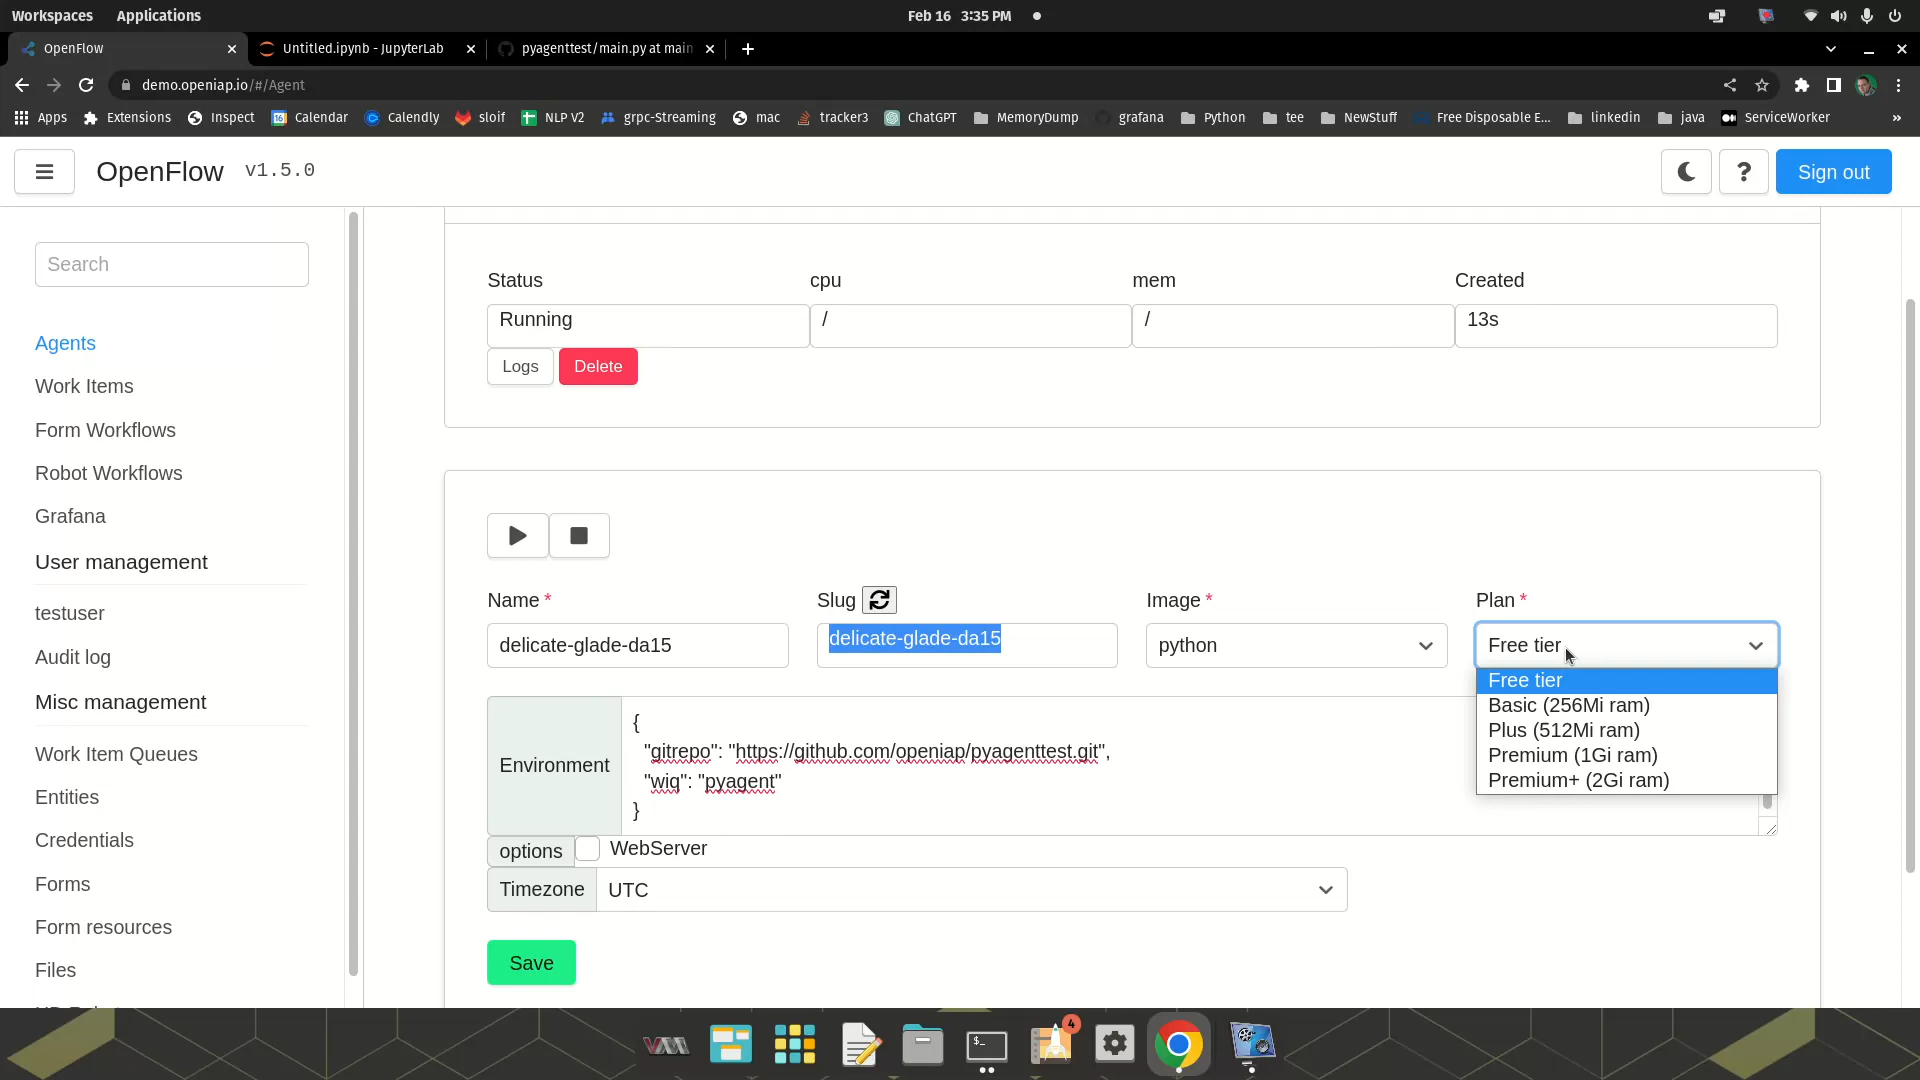 Workspaces Applications Feb 16 3:35 PM
OpenFlow Untitled.ipynb - JupyterLab pyagenttest/main.py at main
demo.openiap.io/#/Agent
Apps Extensions Inspect Calendar Calendly sloif NLP V2 grpc-Streaming mac tracker3 ChatGPT MemoryDump grafana Python tee NewStuff Free Disposable E... linkedin java ServiceWorker »
OpenFlow v1.5.0 ? Sign out
Search
Agents
Work Items
Form Workflows
Robot Workflows
Grafana
User management
testuser
Audit log
Misc management
Work Item Queues
Entities
Credentials
Forms
Form resources
Files
Status cpu mem Created
Running / / 13s
Logs Delete
Name * Slug Image * Plan *
delicate-glade-da15 delicate-glade-da15 python Free tier
Free tier
Basic (256Mi ram)
Plus (512Mi ram)
Premium (1Gi ram)
Premium+ (2Gi ram)
Environment
{
"gitrepo": "https://github.com/openiap/pyagenttest.git",
"wiq": "pyagent"
}
options WebServer
Timezone UTC
Save
4